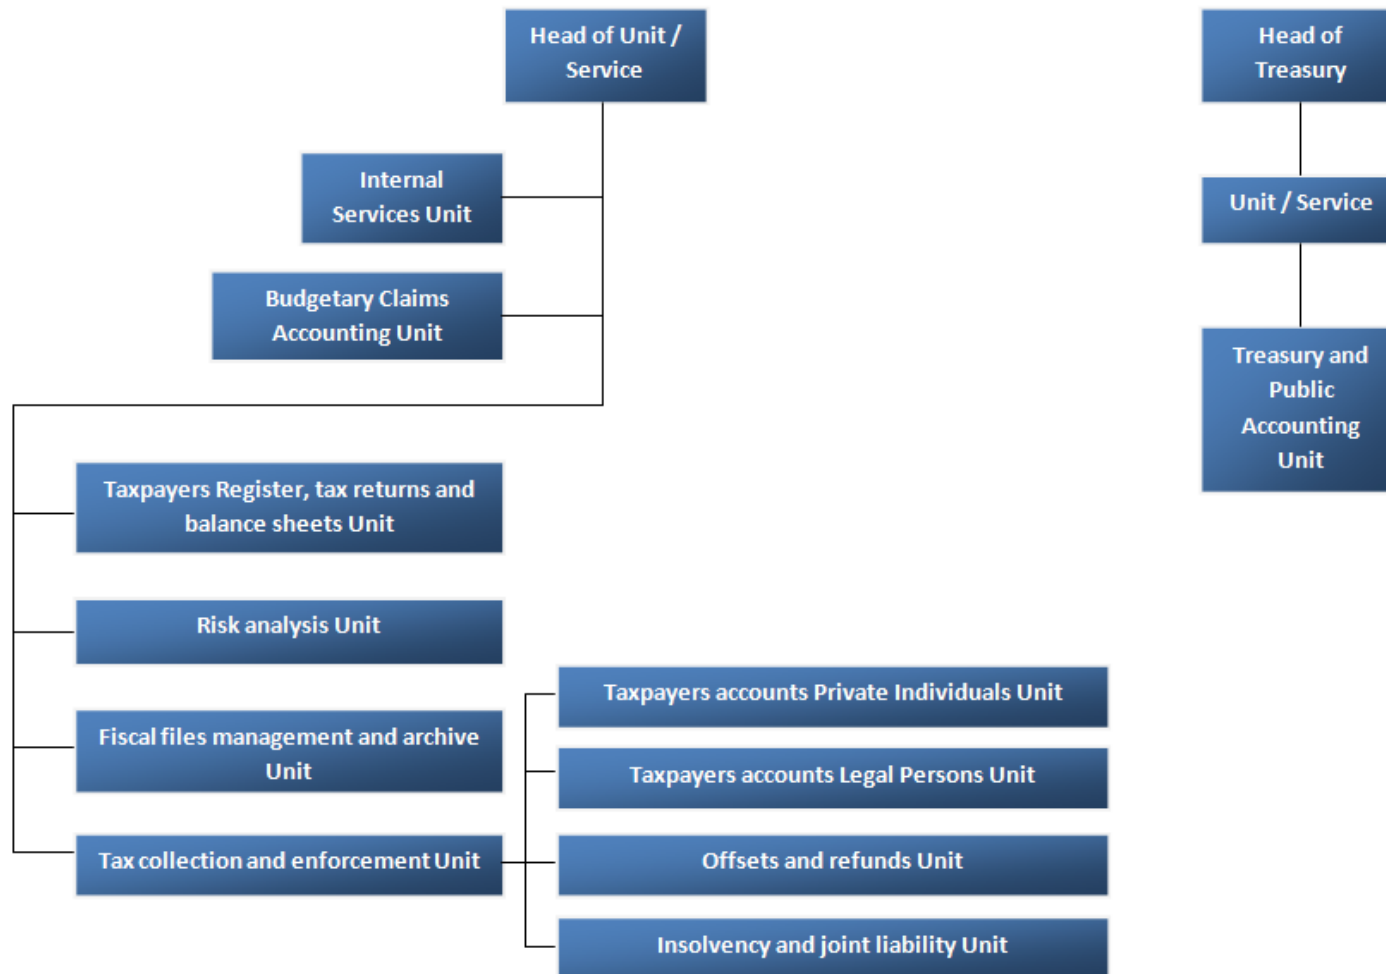 Head of Unit /
Service
Head of
Treasury
Internal
Services Unit
Unit / Service
Budgetary Claims
Accounting Unit
Treasury and
Public
Accounting
Unit
Taxpayers Register, tax returns and
balance sheets Unit
Risk analysis Unit
Fiscal files management and archive
Unit
Tax collection and enforcement Unit
Taxpayers accounts Private Individuals Unit
Taxpayers accounts Legal Persons Unit
Offsets and refunds Unit
Insolvency and joint liability Unit